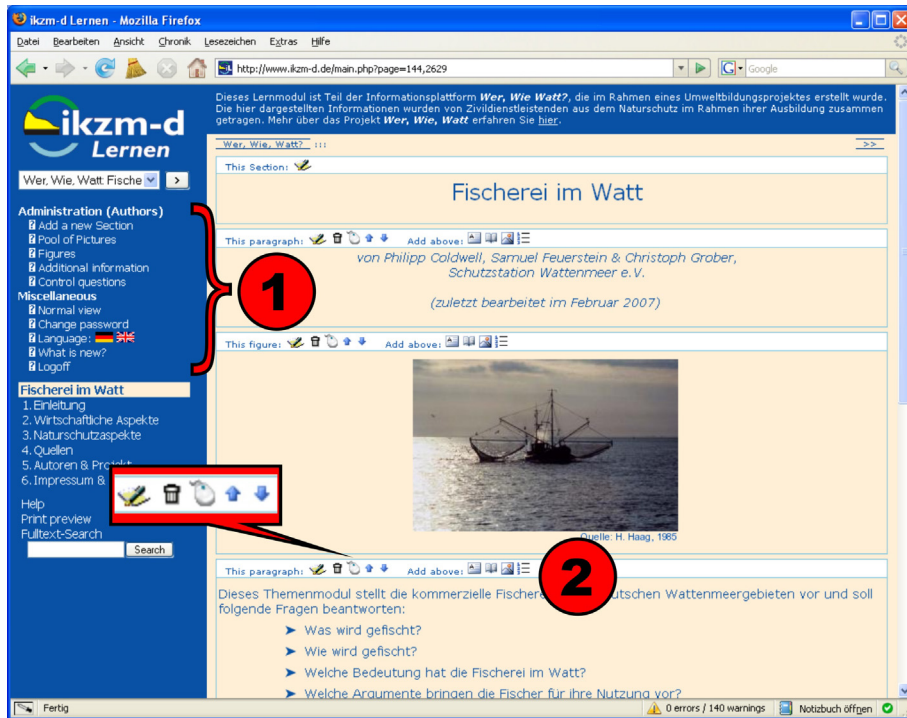 ikzm-d Lernen - Mozilla Firefox
Datei Bearbeiten Ansicht Chronik Lesezeichen Extras Hilfe
http://www.ikzm-d.de/main.php?page=144,2629
Google
ikzm-d
Lernen
Wer, Wie, Watt: Fische
>
Administration (Authors)
Add a new Section
Pool of Pictures
Figures
Additional information
Control questions
Miscellaneous
Normal view
Change password
Language:
What is new?
Logoff
1
Fischerei im Watt
1. Einleitung
2. Wirtschaftliche Aspekte
3. Naturschutzaspekte
4. Quellen
5. Autoren & Projekt
6. Impressum &
Help
Print preview
Fulltext-Search
Search
Dieses Lernmodul ist Teil der Informationsplattform Wer, Wie Watt?, die im Rahmen eines Umweltbildungsprojektes erstellt wurde.
Die hier dargestellten Informationen wurden von Zivildienstleistenden aus dem Naturschutz im Rahmen ihrer Ausbildung zusammen
getragen. Mehr über das Projekt Wer, Wie, Watt erfahren Sie hier.
Wer, Wie, Watt? :::
>>
This Section:
Fischerei im Watt
This paragraph: Add above:
von Philipp Coldwell, Samuel Feuerstein & Christoph Grober,
Schutzstation Wattenmeer e.V.
(zuletzt bearbeitet im Februar 2007)
This figure: Add above:
Quelle: H. Haag, 1985
This paragraph: Add above:
2
Dieses Themenmodul stellt die kommerzielle Fischerei utschen Wattenmeergebieten vor und soll
folgende Fragen beantworten:
➤ Was wird gefischt?
➤ Wie wird gefischt?
➤ Welche Bedeutung hat die Fischerei im Watt?
➤ Welche Argumente bringen die Fischer für ihre Nutzung vor?
Fertig
0 errors / 140 warnings
Notizbuch öffnen